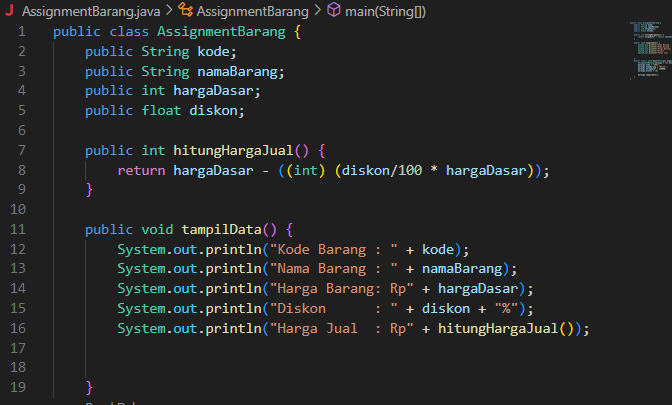 AssignmentBarang.java > AssignmentBarang > main(String[])
1 public class AssignmentBarang {
2     public String kode;
3     public String namaBarang;
4     public int hargaDasar;
5     public float diskon;
6
7     public int hitungHargaJual() {
8         return hargaDasar - ((int) (diskon/100 * hargaDasar));
9     }
10
11     public void tampilData() {
12         System.out.println("Kode Barang : " + kode);
13         System.out.println("Nama Barang : " + namaBarang);
14         System.out.println("Harga Barang: Rp" + hargaDasar);
15         System.out.println("Diskon      : " + diskon + "%");
16         System.out.println("Harga Jual  : Rp" + hitungHargaJual());
17
18
19     }